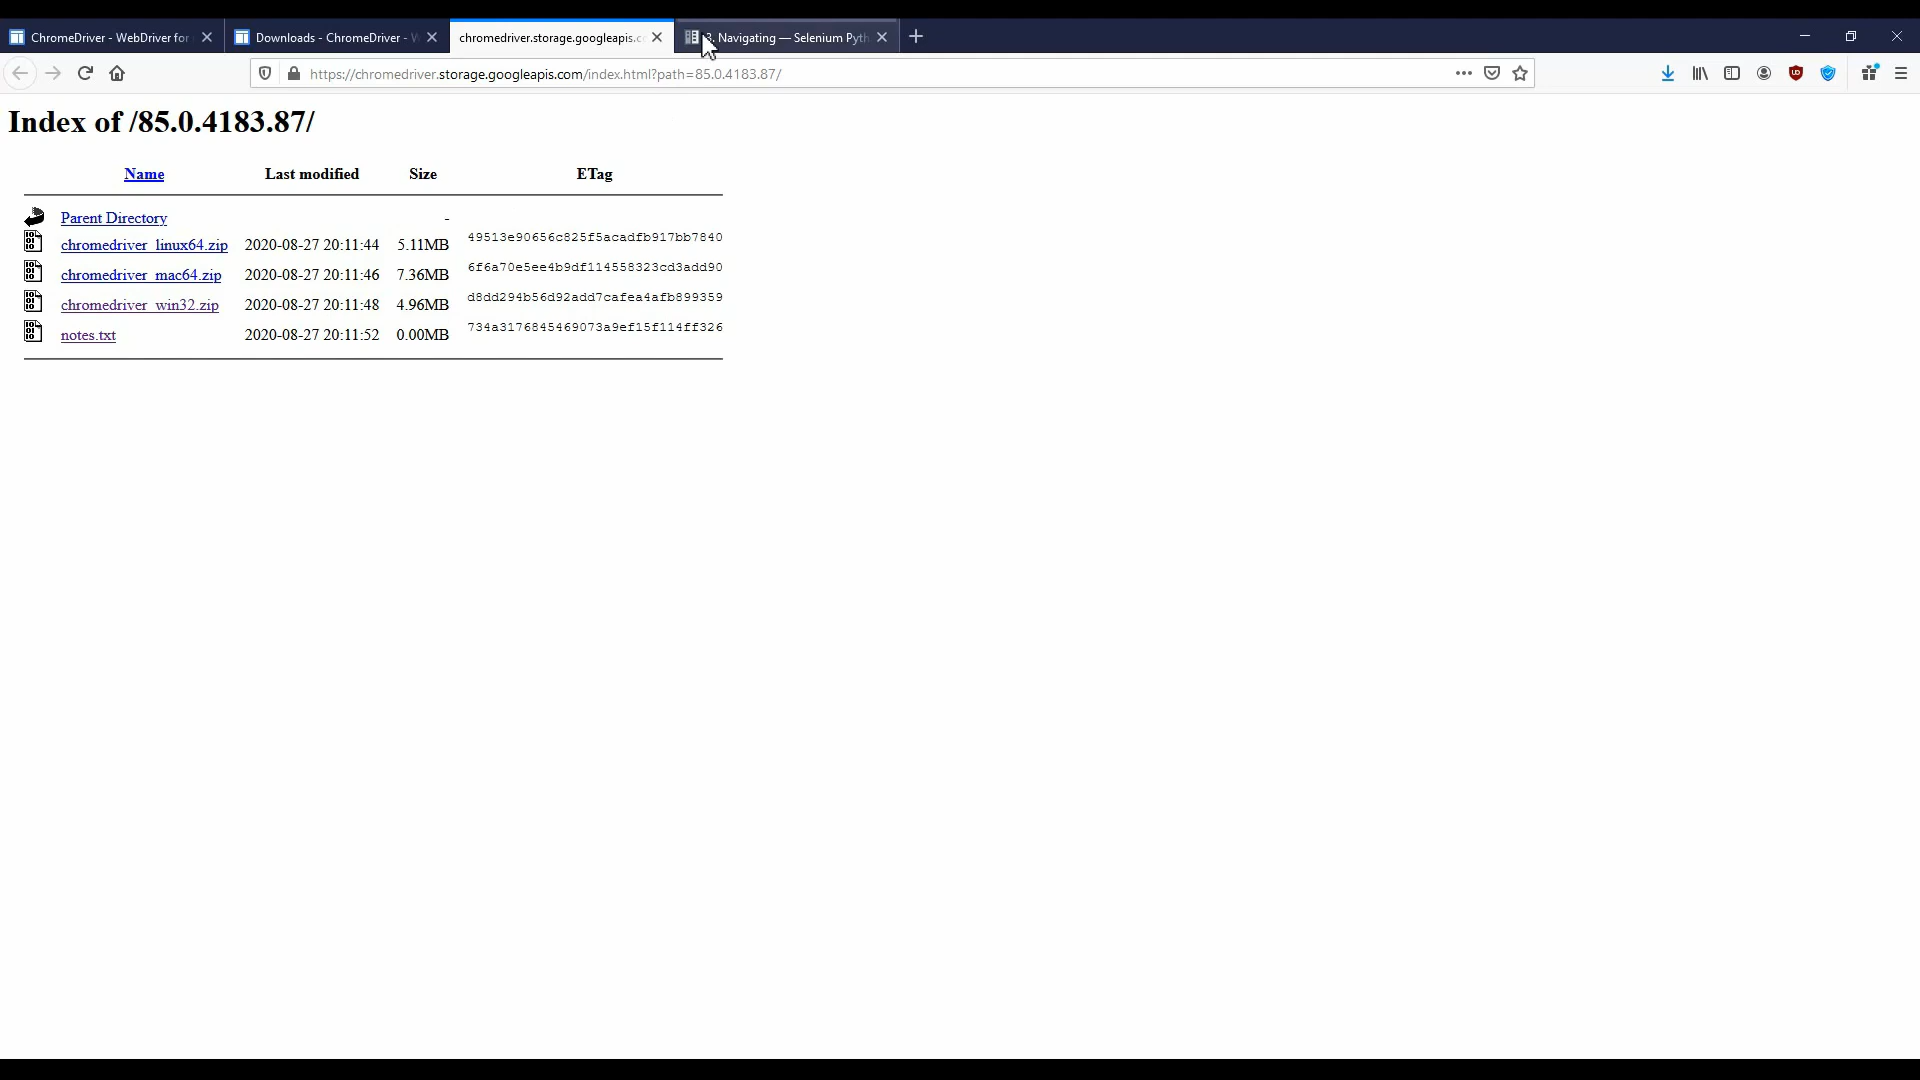 ChromeDriver - WebDriver for
Downloads - ChromeDriver - W
chromedriver.storage.googleapis.c
3. Navigating — Selenium Pyth
https://chromedriver.storage.googleapis.com/index.html?path=85.0.4183.87/
Index of /85.0.4183.87/
Name Last modified Size ETag
Parent Directory -
chromedriver_linux64.zip 2020-08-27 20:11:44 5.11MB 49513e90656c825f5acadfb917bb7840
chromedriver_mac64.zip 2020-08-27 20:11:46 7.36MB 6f6a70e5ee4b9df114558323cd3add90
chromedriver_win32.zip 2020-08-27 20:11:48 4.96MB d8dd294b56d92add7cafea4afb899359
notes.txt 2020-08-27 20:11:52 0.00MB 734a3176845469073a9ef15f114ff326